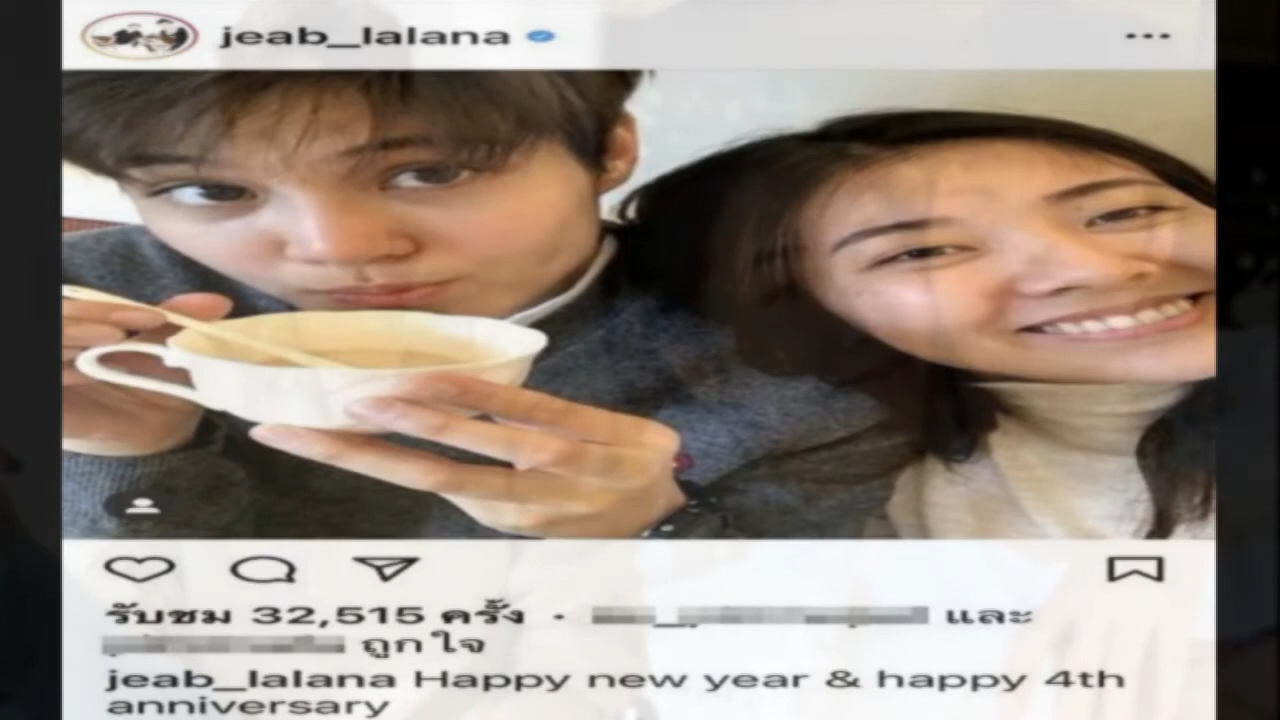 jeab_lalana
รับชม 32,515 ครั้ง · และ
ถูกใจ
jeab_lalana Happy new year & happy 4th
anniversary